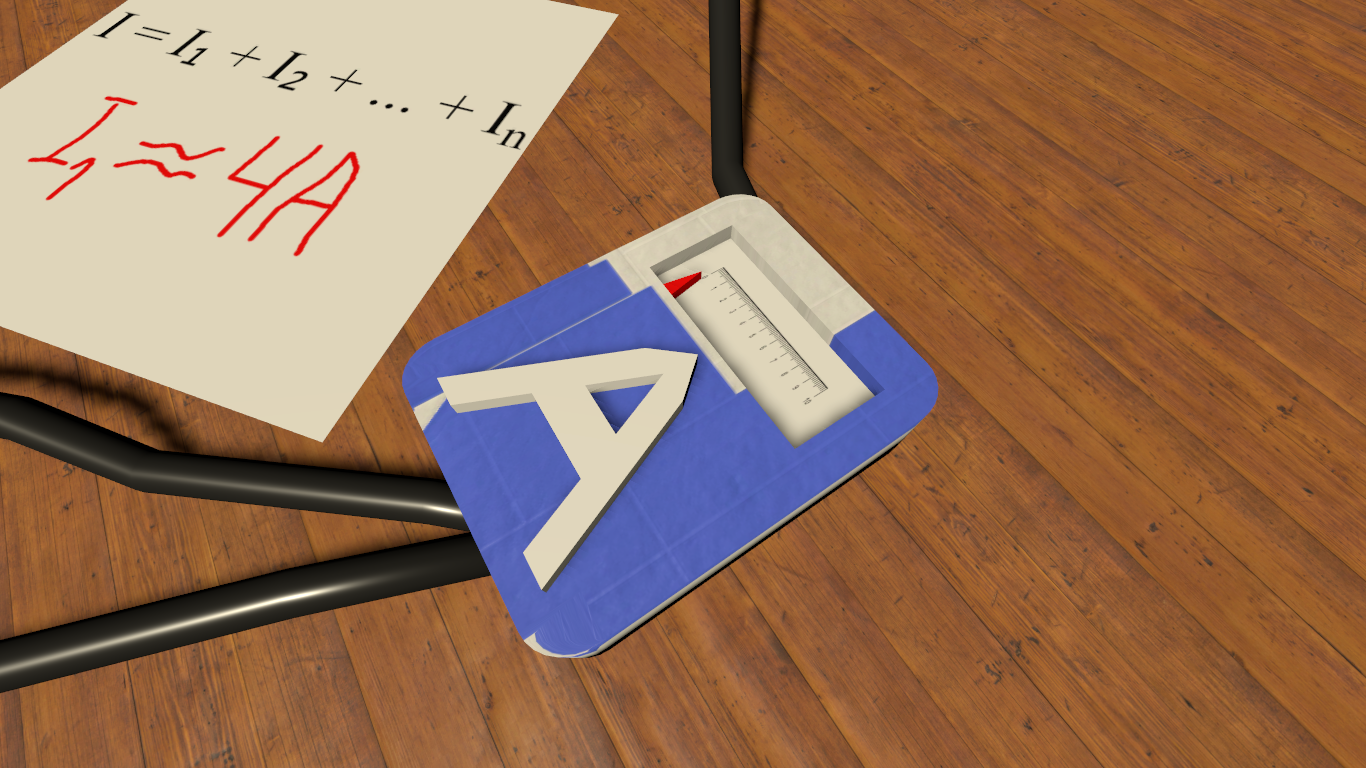 I = I₁ + I₂ + ... + Iₙ
I₁ ≈ 4A
A